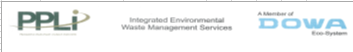 PPLi
Integrated Environmental
Waste Management Services
A Member of
DOWA
Eco-System